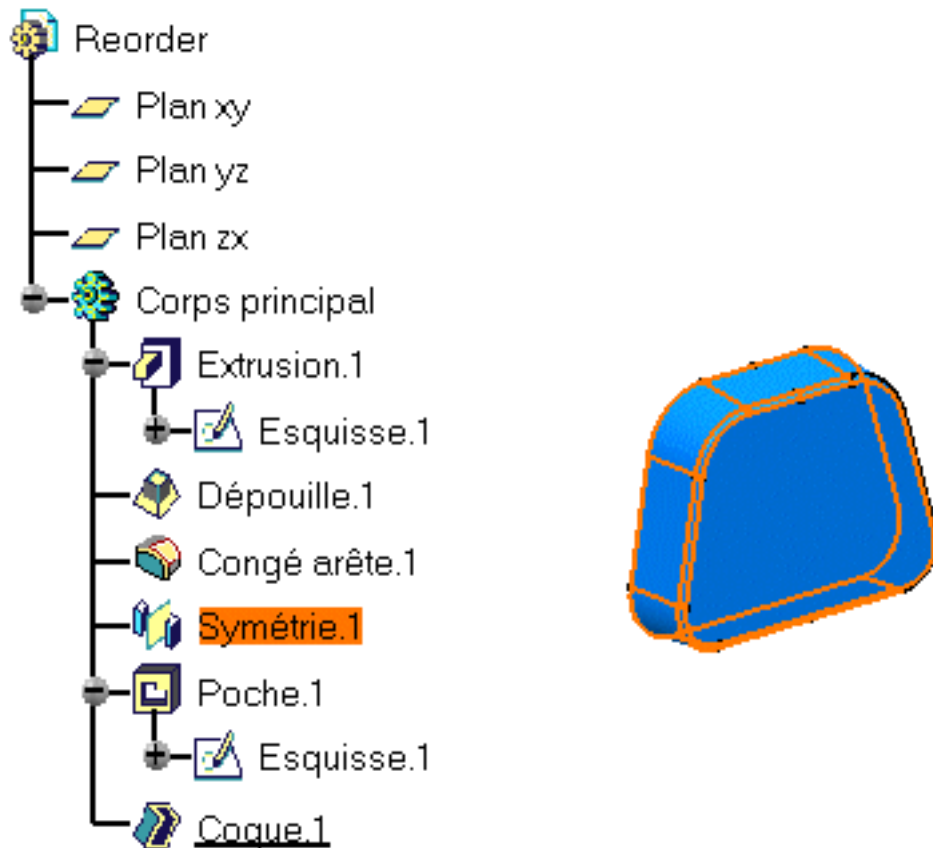 Reorder
Plan xy
Plan yz
Plan zx
Corps principal
Extrusion.1
Esquisse.1
Dépouille.1
Congé arête.1
Symétrie.1
Poche.1
Esquisse.1
Coque.1